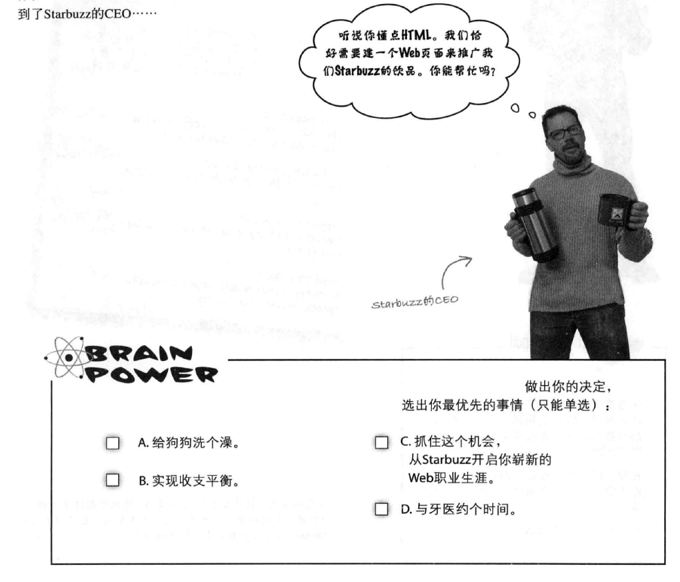 到了Starbuzz的CEO……
听说你懂点HTML。我们恰
好需要建一个Web页面来推广我
们Starbuzz的饮品。你能帮忙吗？
Starbuzz的CEO
BRAIN
POWER
做出你的决定，
选出你最优先的事情（只能单选）：
A. 给狗狗洗个澡。
B. 实现收支平衡。
C. 抓住这个机会，
从Starbuzz开启你崭新的
Web职业生涯。
D. 与牙医约个时间。